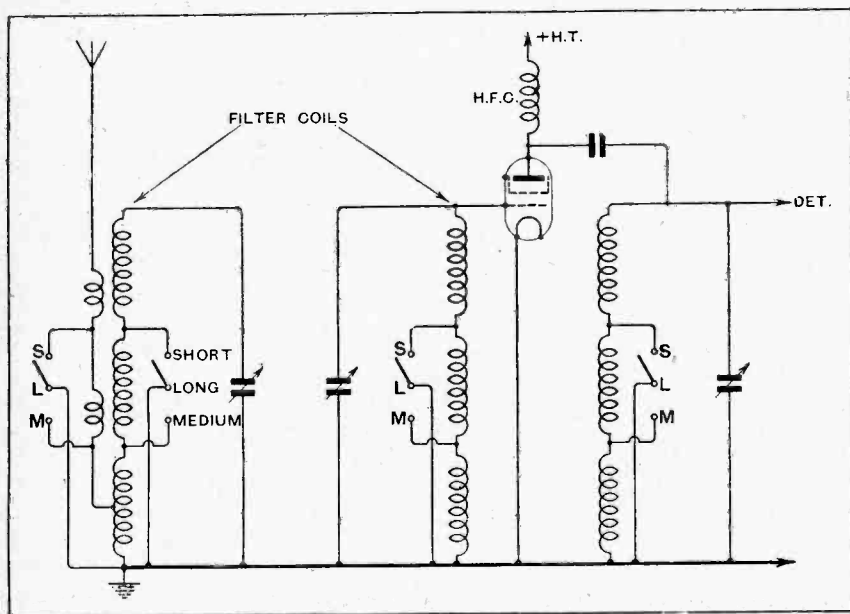 +H.T.
H.F.C.
FILTER COILS
DET.
S
SHORT
S
S
L
LONG
L
L
M
MEDIUM
M
M